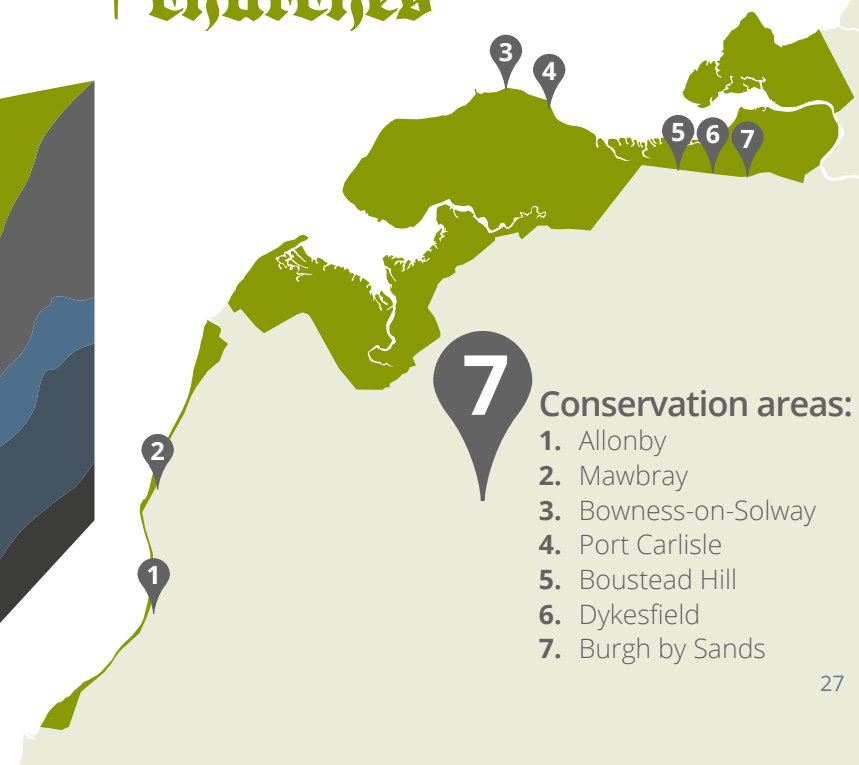 churches
3
4
5 6 7
2
1
7
Conservation areas:
1. Allonby
2. Mawbray
3. Bowness-on-Solway
4. Port Carlisle
5. Boustead Hill
6. Dykesfield
7. Burgh by Sands
27